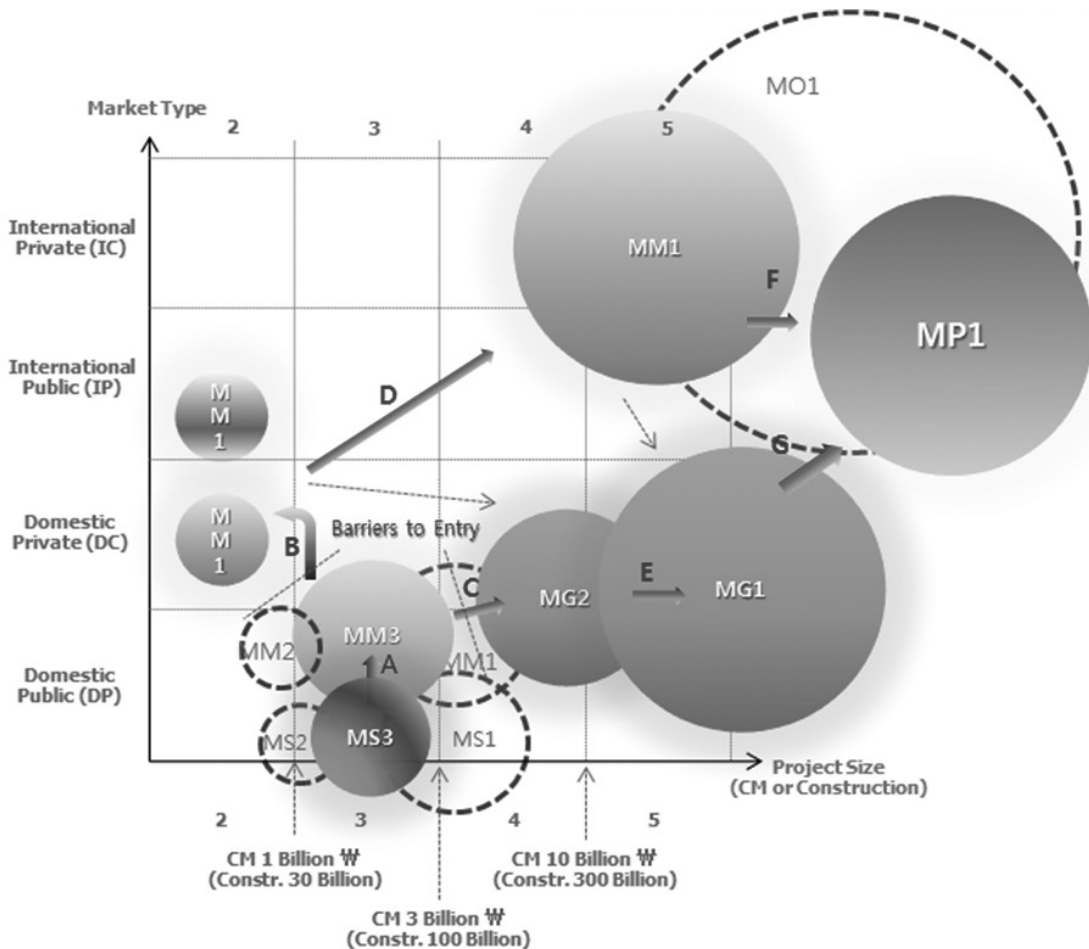 Market Type
2 3 4 5
MO1
International
Private (IC)
MM1
F
International
Public (IP)
MP1
D
M
M
1
G
Domestic
Private (DC)
M
M
1
Barriers to Entry
B
C
E
MG2
MG1
MM3
MM2
A
MM1
Domestic
Public (DP)
MS3
MS2
MS1
Project Size
(CM or Construction)
2 3 4 5
CM 1 Billion ₩
(Constr. 30 Billion)
CM 10 Billion ₩
(Constr. 300 Billion)
CM 3 Billion ₩
(Constr. 100 Billion)